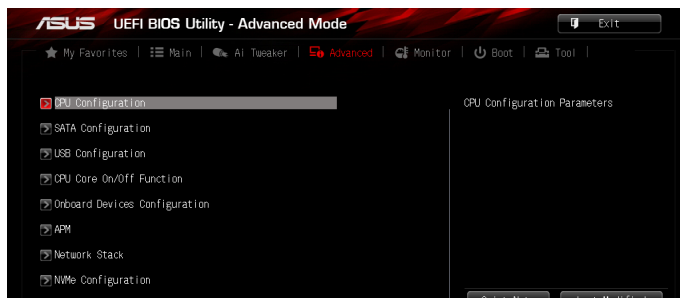 ASUS UEFI BIOS Utility - Advanced Mode
Exit
My Favorites | Main | Ai Tweaker | Advanced | Monitor | Boot | Tool |
CPU Configuration
CPU Configuration Parameters
SATA Configuration
USB Configuration
CPU Core On/Off Function
Onboard Devices Configuration
APM
Network Stack
NVMe Configuration